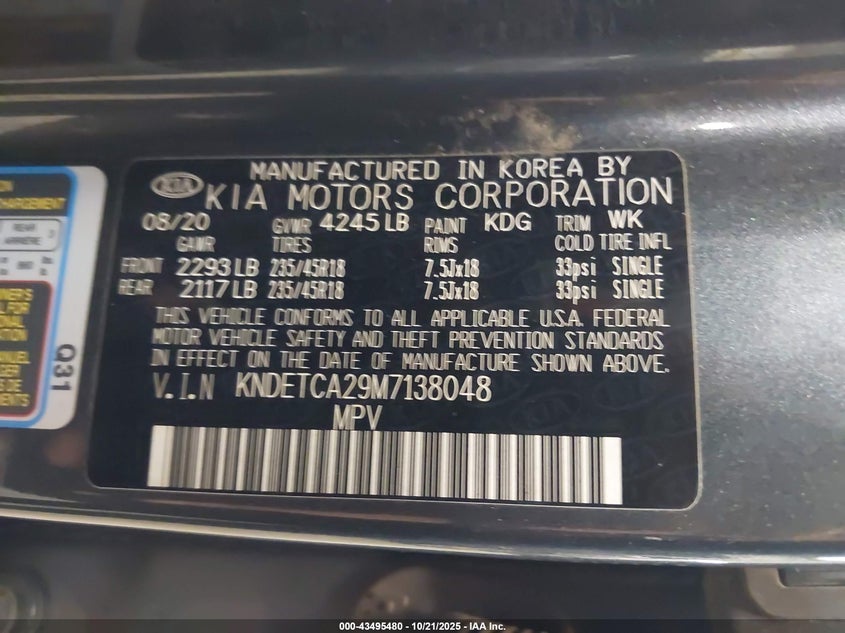 MANUFACTURED IN KOREA BY
KIA KIA MOTORS CORPORATION
08/20 GVWR 4245 LB PAINT KDG TRIM WK
GAWR TIRES RIMS COLD TIRE INFL
FRONT 2293 LB 235/45R18 7.5Jx18 33psi SINGLE
REAR 2117 LB 235/45R18 7.5Jx18 33psi SINGLE
THIS VEHICLE CONFORMS TO ALL APPLICABLE U.S.A. FEDERAL
MOTOR VEHICLE SAFETY AND THEFT PREVENTION STANDARDS
IN EFFECT ON THE DATE OF MANUFACTURE SHOWN ABOVE.
V.I.N KNDETCA29M7138048
MPV
REAR
ARRIÈRE
Q31
000-43495480 - 10/21/2025 - IAA Inc.